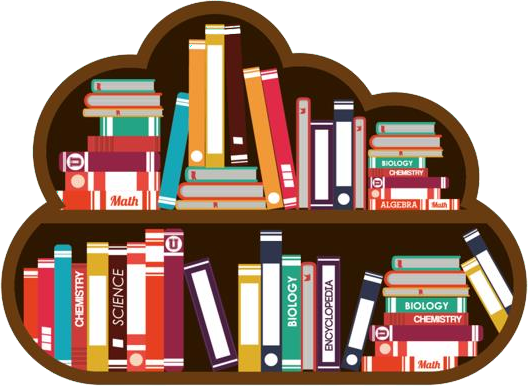 U
Math
BIOLOGY
CHEMISTRY
U
ALGEBRA
Math
CHEMISTRY
SCIENCE
U
BIOLOGY
ENCYCLOPEDIA
BIOLOGY
CHEMISTRY
U
Math